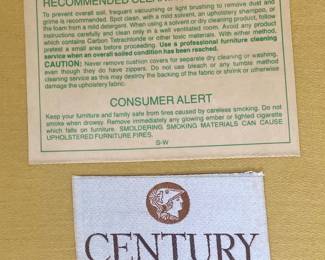 RECOMMENDED CLEA
To prevent overall soil, frequent vacuuming or light brushing to remove dust and
grime is recommended. Spot clean, with a mild solvent, an upholstery shampoo, or
the foam from a mild detergent. When using a solvent or dry cleaning product, follow
instructions carefully and clean only in a well ventilated room. Avoid any product
which contains Carbon Tetrachloride or other toxic materials. With either method,
pretest a small area before proceeding. Use a professional furniture cleaning
service when an overall soiled condition has been reached.
CAUTION: Never remove cushion covers for separate dry cleaning or washing.
even though they do have zippers. Do not use bleach or any tumble method
cleaning service as this may destroy the backing of the fabric or shrink or otherwise
damage the upholstery fabric.
CONSUMER ALERT
Keep your furniture and family safe from fires caused by careless smoking. Do not
smoke when drowsy. Remove immediately any glowing ember or lighted cigarette
which falls on furniture. SMOLDERING SMOKING MATERIALS CAN CAUSE
UPHOLSTERED FURNITURE FIRES.
S-W
CENTURY